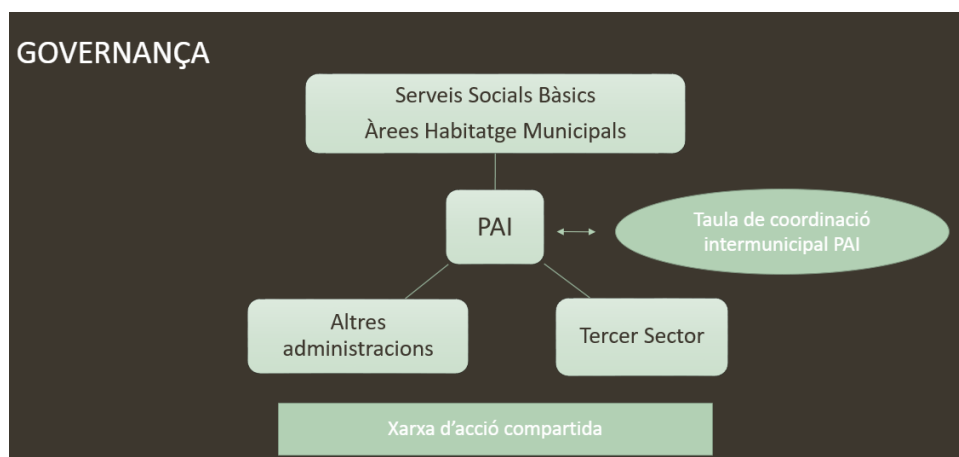 GOVERNANÇA
Serveis Socials Bàsics
Àrees Habitatge Municipals
PAI
Taula de coordinació
intermunicipal PAI
Altres
administracions
Tercer Sector
Xarxa d'acció compartida